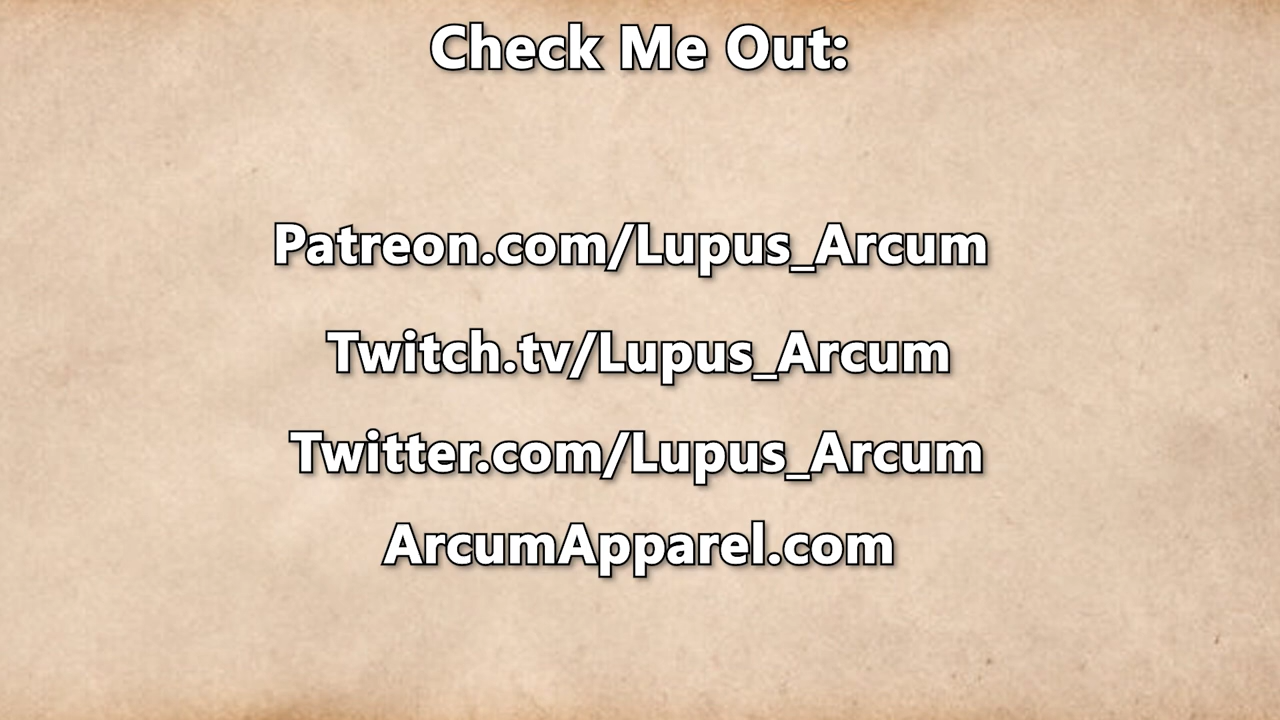 Check Me Out:
Patreon.com/Lupus_Arcum
Twitch.tv/Lupus_Arcum
Twitter.com/Lupus_Arcum
ArcumApparel.com